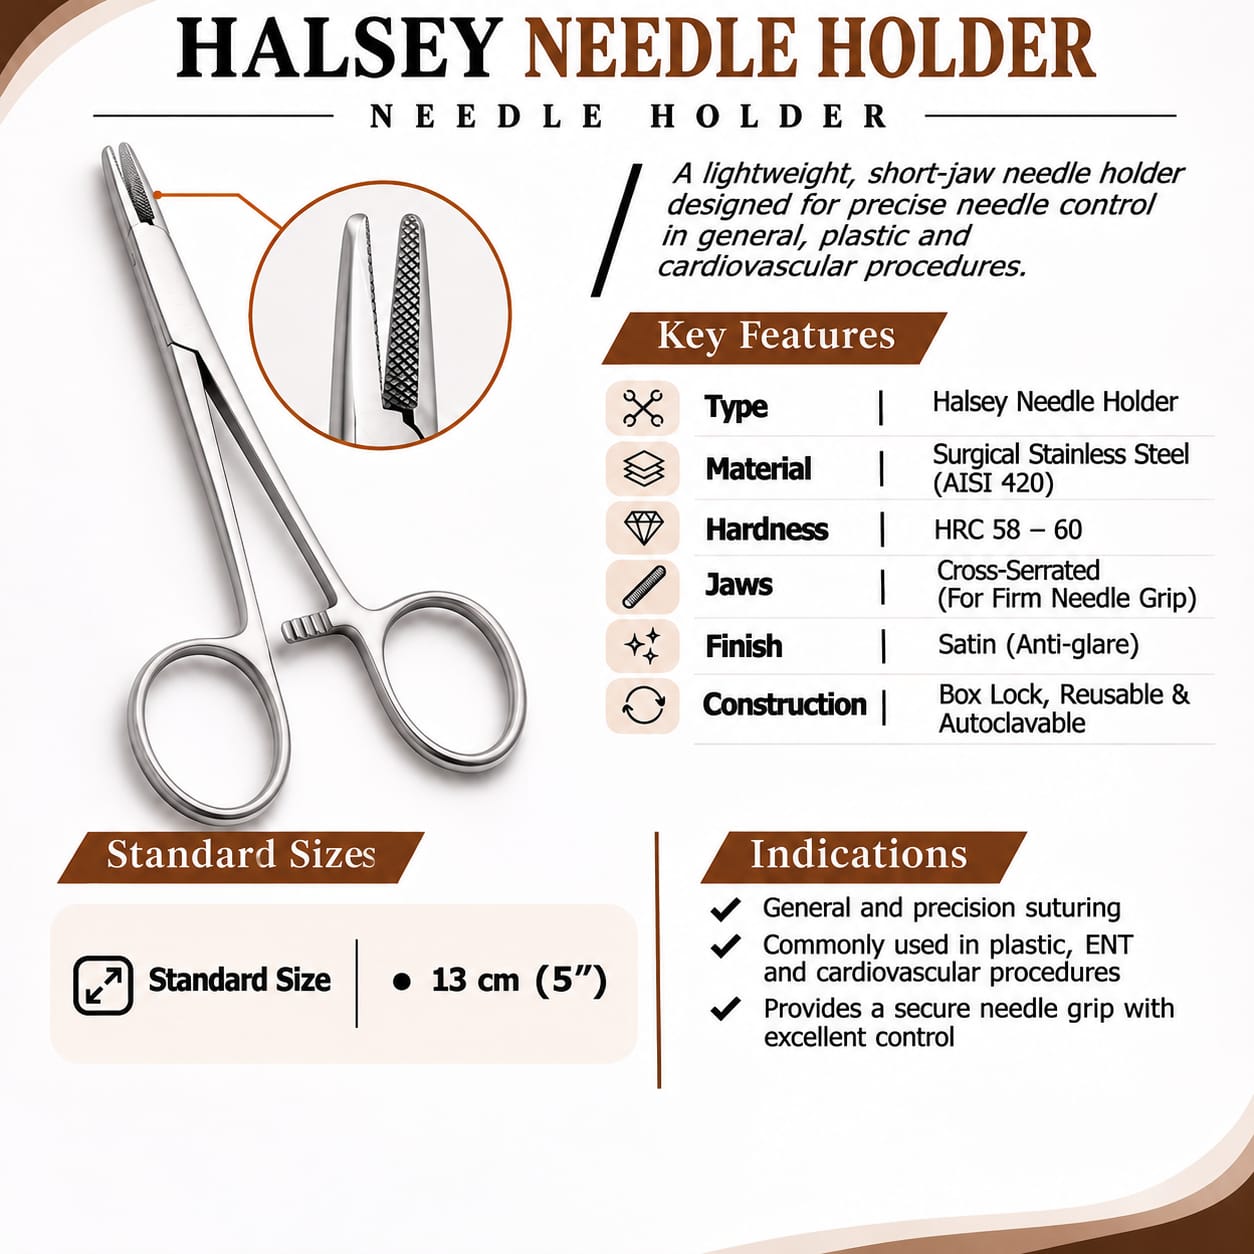 HALSEY NEEDLE HOLDER
NEEDLE HOLDER
A lightweight, short-jaw needle holder
designed for precise needle control
in general, plastic and
cardiovascular procedures.
Key Features
Type | Halsey Needle Holder
Material | Surgical Stainless Steel
(AISI 420)
Hardness | HRC 58 – 60
Jaws | Cross-Serrated
(For Firm Needle Grip)
Finish | Satin (Anti-glare)
Construction | Box Lock, Reusable &
Autoclavable
Standard Sizes
Standard Size | • 13 cm (5″)
Indications
✔ General and precision suturing
✔ Commonly used in plastic, ENT
and cardiovascular procedures
✔ Provides a secure needle grip with
excellent control